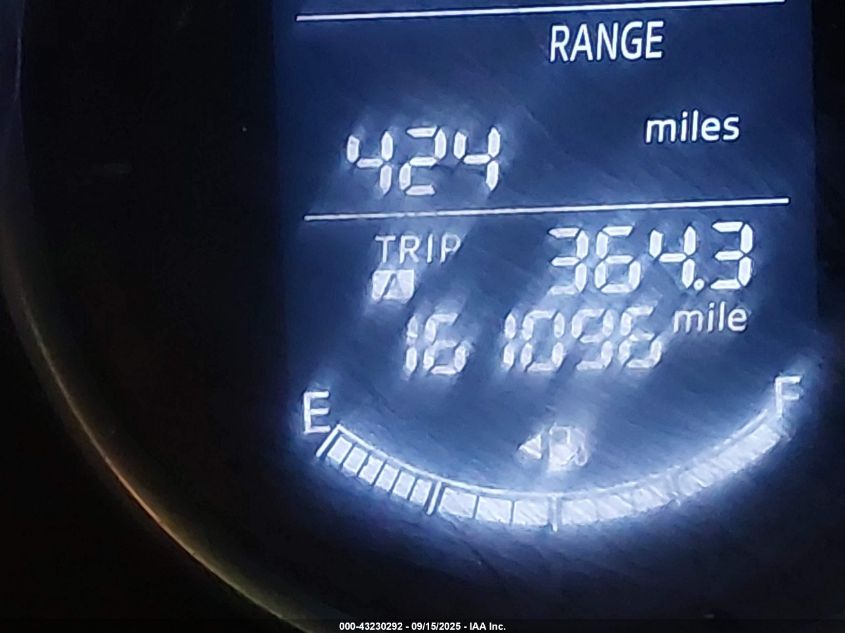 RANGE
424 miles
TRIP A 364.3
161096 mile
E F
000-43230292 - 09/15/2025 - IAA Inc.